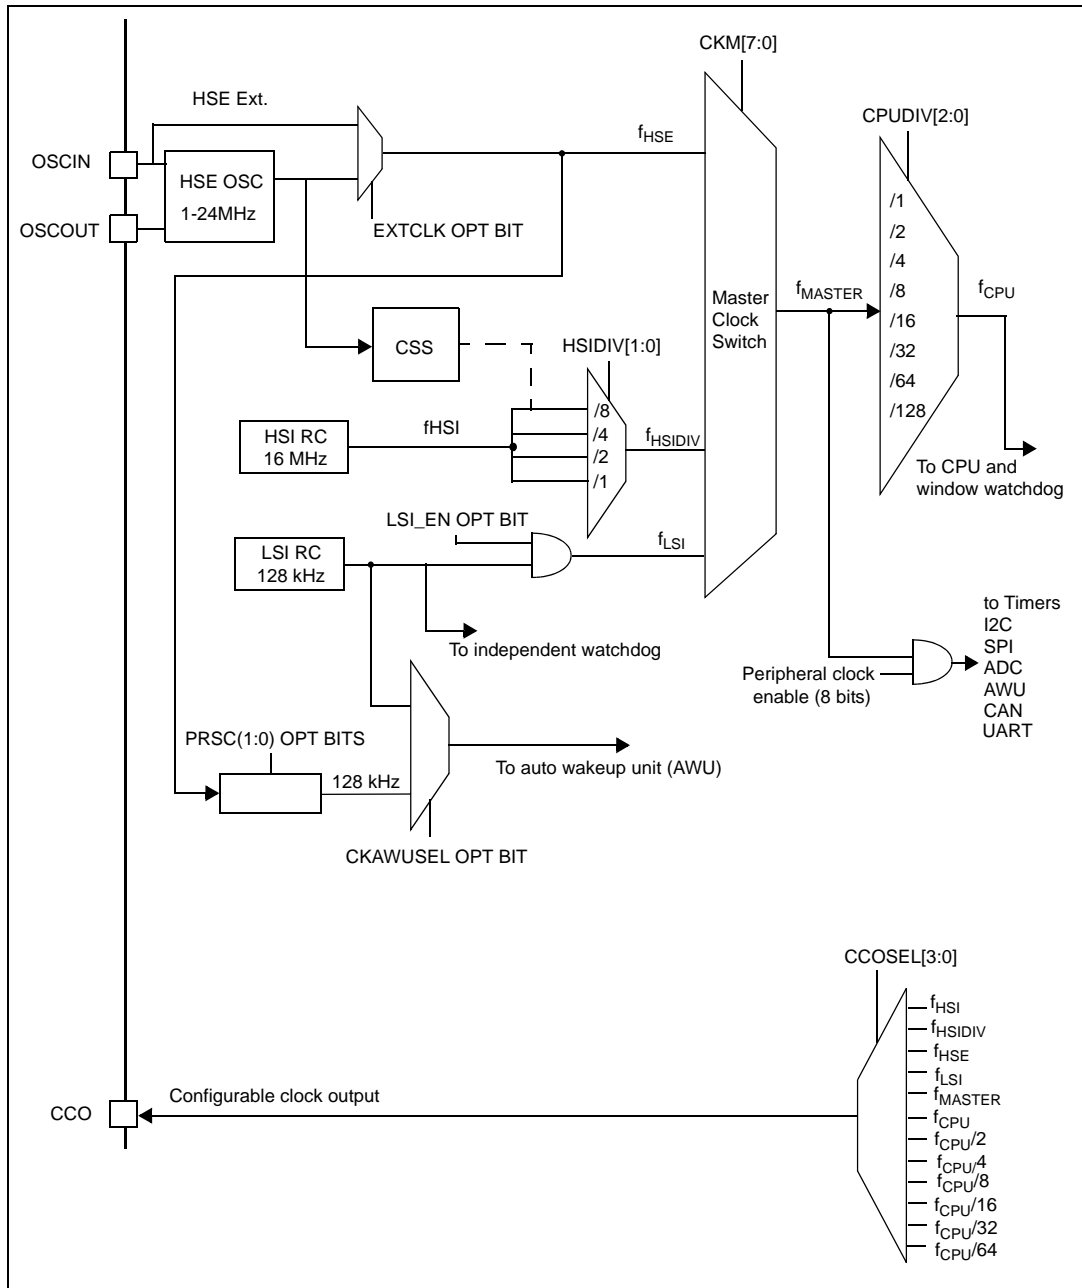 CKM[7:0]
HSE Ext.
CPUDIV[2:0]
fHSE
OSCIN
HSE OSC
1-24MHz
OSCOUT
EXTCLK OPT BIT
/1
/2
/4
/8
/16
/32
/64
/128
fMASTER
fCPU
Master
Clock
Switch
CSS
HSIDIV[1:0]
/8
/4
/2
/1
HSI RC
16 MHz
fHSI
fHSIDIV
To CPU and
window watchdog
LSI_EN OPT BIT
LSI RC
128 kHz
fLSI
To independent watchdog
to Timers
I2C
SPI
ADC
AWU
CAN
UART
Peripheral clock
enable (8 bits)
PRSC(1:0) OPT BITS
128 kHz
To auto wakeup unit (AWU)
CKAWUSEL OPT BIT
CCOSEL[3:0]
fHSI
fHSIDIV
fHSE
fLSI
fMASTER
fCPU
fCPU/2
fCPU/4
fCPU/8
fCPU/16
fCPU/32
fCPU/64
Configurable clock output
CCO